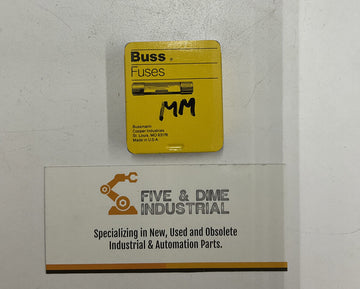 Buss.
Fuses
MM
Bussmann
Cooper Industries
St. Louis, MO 63178
Made in U.S.A.
FIVE & DIME
INDUSTRIAL
Specializing in New, Used and Obsolete
Industrial & Automation Parts.